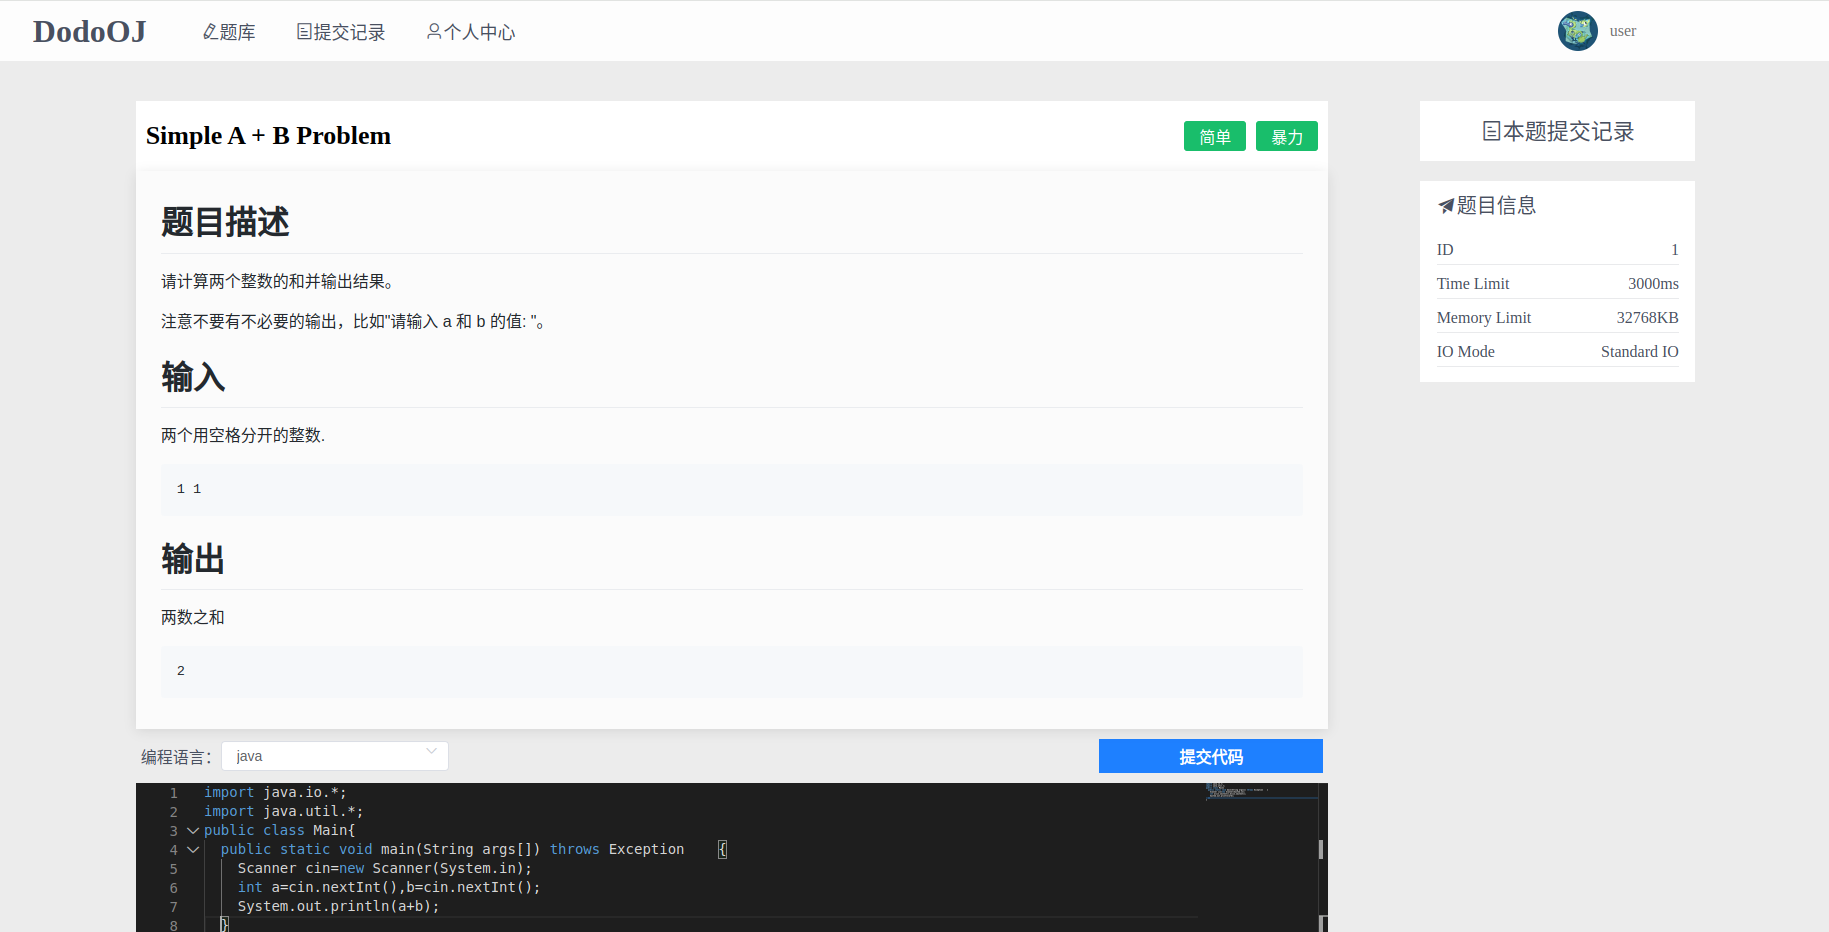 DodoOJ 题库 提交记录 个人中心 user
Simple A + B Problem 简单 暴力
题目描述
请计算两个整数的和并输出结果。
注意不要有不必要的输出，比如"请输入 a 和 b 的值: "。
输入
两个用空格分开的整数.
1 1
输出
两数之和
2
编程语言： java 提交代码
1 import java.io.*;
2 import java.util.*;
3 public class Main{
4 public static void main(String args[]) throws Exception {
5 Scanner cin=new Scanner(System.in);
6 int a=cin.nextInt(),b=cin.nextInt();
7 System.out.println(a+b);
8 }
本题提交记录
题目信息
ID 1
Time Limit 3000ms
Memory Limit 32768KB
IO Mode Standard IO